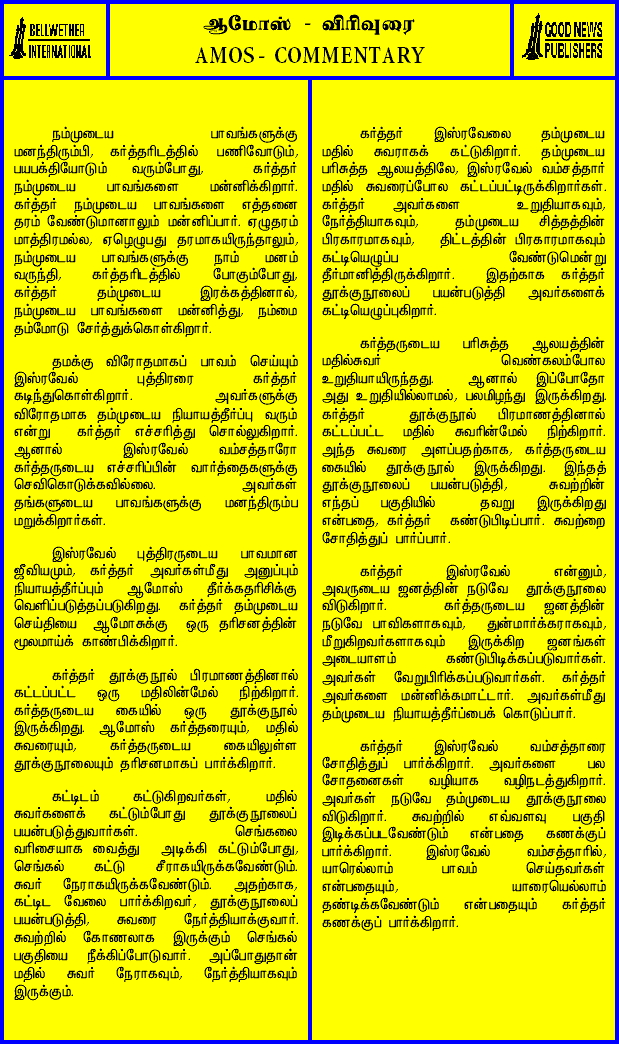 BELLWETHER
INTERNATIONAL
ஆமோஸ் - விரிவுரை
AMOS- COMMENTARY
GOOD NEWS
PUBLISHERS
நம்முடைய பாவங்களுக்கு
மனந்திரும்பி, கர்த்தரிடத்தில் பணிவோடும்,
பயபக்தியோடும் வரும்போது, கர்த்தர்
நம்முடைய பாவங்களை மன்னிக்கிறார்.
கர்த்தர் நம்முடைய பாவங்களை எத்தனை
தரம் வேண்டுமானாலும் மன்னிப்பார். ஏழுதரம்
மாத்திரமல்ல, ஏழெழுபது தரமாகயிருந்தாலும்,
நம்முடைய பாவங்களுக்கு நாம் மனம்
வருந்தி, கர்த்தரிடத்தில் போகும்போது,
கர்த்தர் தம்முடைய இரக்கத்தினால்,
நம்முடைய பாவங்களை மன்னித்து, நம்மை
தம்மோடு சேர்த்துக்கொள்கிறார்.
தமக்கு விரோதமாகப் பாவம் செய்யும்
இஸ்ரவேல் புத்திரரை கர்த்தர்
கடிந்துகொள்கிறார். அவர்களுக்கு
விரோதமாக தம்முடைய நியாயத்தீர்ப்பு வரும்
என்று கர்த்தர் எச்சரித்து சொல்லுகிறார்.
ஆனால் இஸ்ரவேல் வம்சத்தாரோ
கர்த்தருடைய எச்சரிப்பின் வார்த்தைகளுக்கு
செவிகொடுக்கவில்லை. அவர்கள்
தங்களுடைய பாவங்களுக்கு மனந்திரும்ப
மறுக்கிறார்கள்.
இஸ்ரவேல் புத்திரருடைய பாவமான
ஜீவியமும், கர்த்தர் அவர்கள்மீது அனுப்பும்
நியாயத்தீர்ப்பும் ஆமோஸ் தீர்க்கதரிசிக்கு
வெளிப்படுத்தப்படுகிறது. கர்த்தர் தம்முடைய
செய்தியை ஆமோசுக்கு ஒரு தரிசனத்தின்
மூலமாய்க் காண்பிக்கிறார்.
கர்த்தர் தூக்குநூல் பிரமாணத்தினால்
கட்டப்பட்ட ஒரு மதிலின்மேல் நிற்கிறார்.
கர்த்தருடைய கையில் ஒரு தூக்குநூல்
இருக்கிறது. ஆமோஸ் கர்த்தரையும், மதில்
சுவரையும், கர்த்தருடைய கையிலுள்ள
தூக்குநூலையும் தரிசனமாகப் பார்க்கிறார்.
கட்டிடம் கட்டுகிறவர்கள், மதில்
சுவர்களைக் கட்டும்போது தூக்குநூலைப்
பயன்படுத்துவார்கள். செங்கலை
வரிசையாக வைத்து அடிக்கி கட்டும்போது,
செங்கல் கட்டு சீராகயிருக்கவேண்டும்.
சுவர் நேராகயிருக்கவேண்டும். அதற்காக,
கட்டிட வேலை பார்க்கிறவர், தூக்குநூலைப்
பயன்படுத்தி, சுவரை நேர்த்தியாக்குவார்.
சுவற்றில் கோணலாக இருக்கும் செங்கல்
பகுதியை நீக்கிப்போடுவார். அப்போதுதான்
மதில் சுவர் நேராகவும், நேர்த்தியாகவும்
இருக்கும்.
கர்த்தர் இஸ்ரவேலை தம்முடைய
மதில் சுவராகக் கட்டுகிறார். தம்முடைய
பரிசுத்த ஆலயத்திலே, இஸ்ரவேல் வம்சத்தார்
மதில் சுவரைப்போல கட்டப்பட்டிருக்கிறார்கள்.
கர்த்தர் அவர்களை உறுதியாகவும்,
நேர்த்தியாகவும், தம்முடைய சித்தத்தின்
பிரகாரமாகவும், திட்டத்தின் பிரகாரமாகவும்
கட்டியெழுப்ப வேண்டுமென்று
தீர்மானித்திருக்கிறார். இதற்காக கர்த்தர்
தூக்குநூலைப் பயன்படுத்தி அவர்களைக்
கட்டியெழுப்புகிறார்.
கர்த்தருடைய பரிசுத்த ஆலயத்தின்
மதில்சுவர் வெண்கலம்போல
உறுதியாயிருந்தது. ஆனால் இப்போதோ
அது உறுதியில்லாமல், பலமிழந்து இருக்கிறது.
கர்த்தர் தூக்குநூல் பிரமாணத்தினால்
கட்டப்பட்ட மதில் சுவரின்மேல் நிற்கிறார்.
அந்த சுவரை அளப்பதற்காக, கர்த்தருடைய
கையில் தூக்குநூல் இருக்கிறது. இந்தத்
தூக்குநூலைப் பயன்படுத்தி, சுவற்றின்
எந்தப் பகுதியில் தவறு இருக்கிறது
என்பதை, கர்த்தர் கண்டுபிடிப்பார். சுவற்றை
சோதித்துப் பார்ப்பார்.
கர்த்தர் இஸ்ரவேல் என்னும்,
அவருடைய ஜனத்தின் நடுவே தூக்குநூலை
விடுகிறார். கர்த்தருடைய ஜனத்தின்
நடுவே பாவிகளாகவும், துன்மார்க்கராகவும்,
மீறுகிறவர்களாகவும் இருக்கிற ஜனங்கள்
அடையாளம் கண்டுபிடிக்கப்படுவார்கள்.
அவர்கள் வேறுபிரிக்கப்படுவார்கள். கர்த்தர்
அவர்களை மன்னிக்கமாட்டார். அவர்கள்மீது
தம்முடைய நியாயத்தீர்ப்பைக் கொடுப்பார்.
கர்த்தர் இஸ்ரவேல் வம்சத்தாரை
சோதித்துப் பார்க்கிறார். அவர்களை பல
சோதனைகள் வழியாக வழிநடத்துகிறார்.
அவர்கள் நடுவே தம்முடைய தூக்குநூலை
விடுகிறார். சுவற்றில் எவ்வளவு பகுதி
இடிக்கப்படவேண்டும் என்பதை கணக்குப்
பார்க்கிறார். இஸ்ரவேல் வம்சத்தாரில்,
யாரெல்லாம் பாவம் செய்தவர்கள்
என்பதையும், யாரையெல்லாம்
தண்டிக்கவேண்டும் என்பதையும் கர்த்தர்
கணக்குப் பார்க்கிறார்.